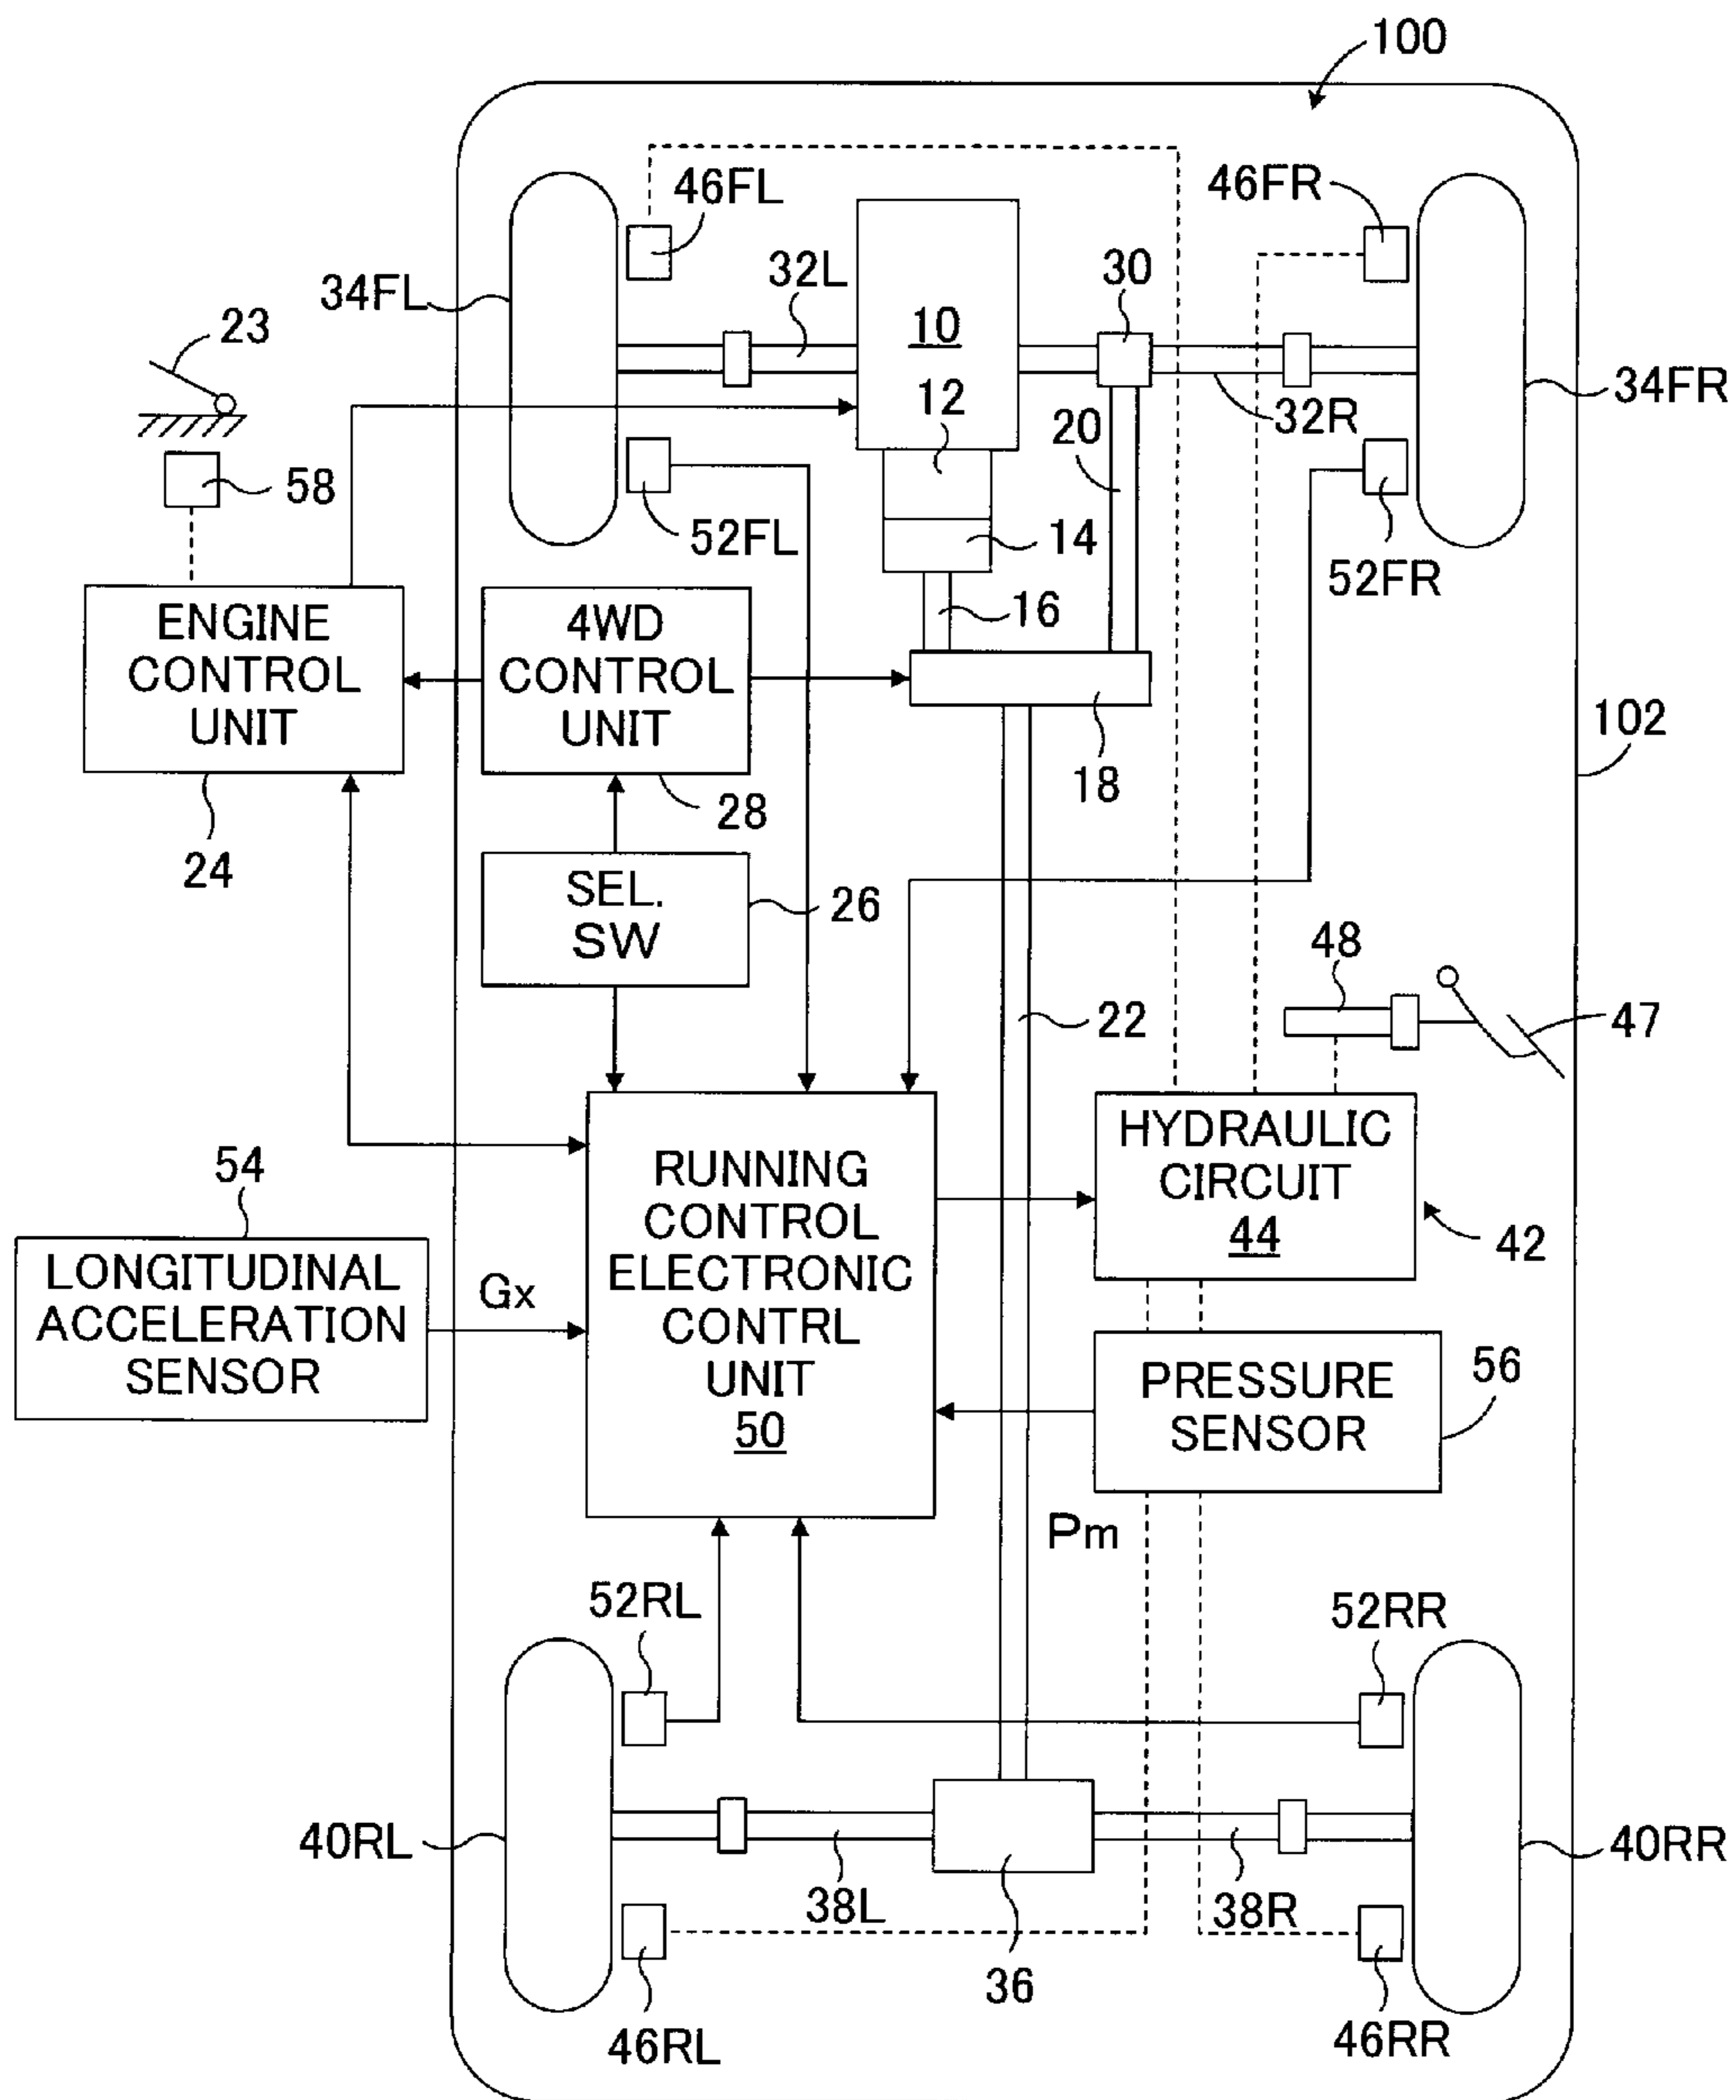 100
46FL
46FR
32L
30
34FL
10
23
12
34FR
32R
20
58
52FL
14
52FR
16
ENGINE
CONTROL
UNIT
4WD
CONTROL
UNIT
102
18
28
24
SEL.
SW
26
48
22
47
HYDRAULIC
CIRCUIT
44
42
54
RUNNING
CONTROL
ELECTRONIC
CONTRL
UNIT
50
LONGITUDINAL
ACCELERATION
SENSOR
Gx
PRESSURE
SENSOR
56
Pm
52RL
52RR
40RL
40RR
38L
38R
36
46RL
46RR